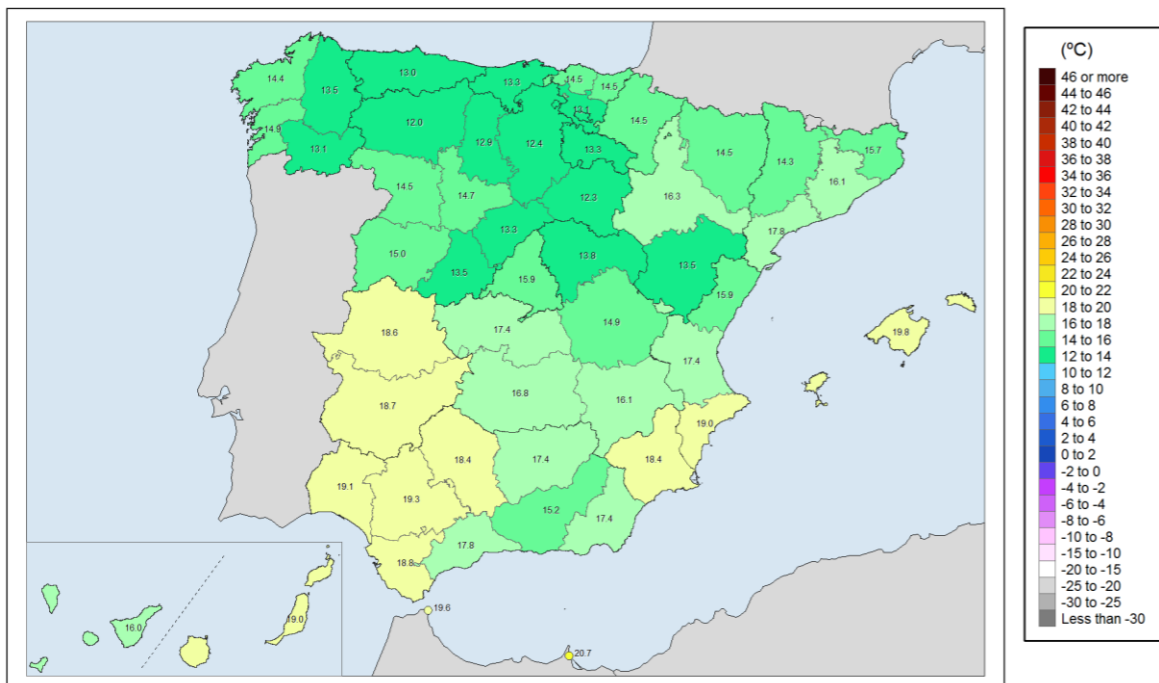 14.4
13.5
13.0
13.3
14.5
14.5
13.1
14.9
13.1
12.0
12.9
12.4
13.3
14.5
14.5
14.3
15.7
16.1
14.5
14.7
12.3
16.3
17.8
13.3
15.0
13.5
15.9
13.8
13.5
15.9
14.9
18.6
17.4
17.4
19.8
18.7
16.8
16.1
19.0
18.4
18.4
17.4
19.1
19.3
15.2
17.4
17.8
18.8
19.6
20.7
16.0
19.0
(ºC)
46 or more
44 to 46
42 to 44
40 to 42
38 to 40
36 to 38
34 to 36
32 to 34
30 to 32
28 to 30
26 to 28
24 to 26
22 to 24
20 to 22
18 to 20
16 to 18
14 to 16
12 to 14
10 to 12
8 to 10
6 to 8
4 to 6
2 to 4
0 to 2
-2 to 0
-4 to -2
-6 to -4
-8 to -6
-10 to -8
-15 to -10
-20 to -15
-25 to -20
-30 to -25
Less than -30